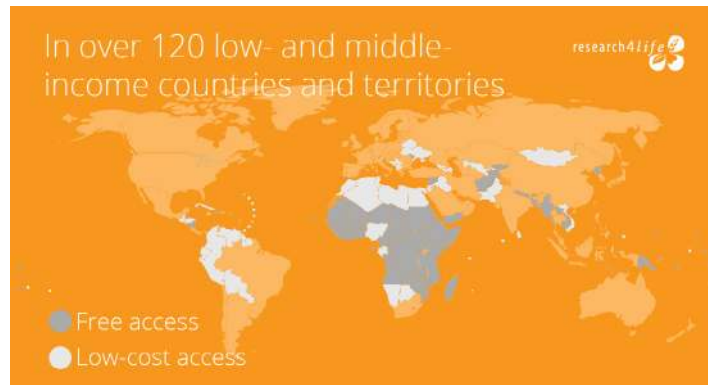 In over 120 low- and middle-
income countries and territories
research4life
Free access
Low-cost access